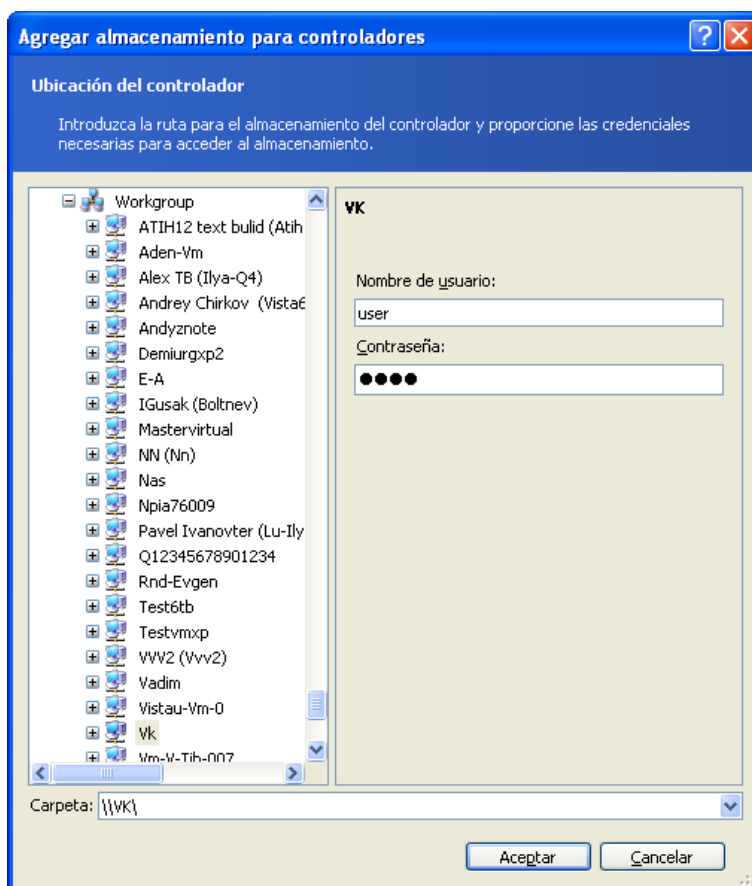 Agregar almacenamiento para controladores
Ubicación del controlador
Introduzca la ruta para el almacenamiento del controlador y proporcione las credenciales
necesarias para acceder al almacenamiento.
Workgroup
ATIH12 text bulid (Atih
Aden-Vm
Alex TB (Ilya-Q4)
Andrey Chirkov (Vista6
Andyznote
Demiurgxp2
E-A
IGusak (Boltnev)
Mastervirtual
NN (Nn)
Nas
Npia76009
Pavel Ivanovter (Lu-Ily
Q12345678901234
Rnd-Evgen
Test6tb
Testvmxp
VVV2 (Vvv2)
Vadim
Vistau-Vm-0
Vk
Vm-V-Tih-007
VK
Nombre de usuario:
user
Contraseña:
●●●●
Carpeta: \\VK\
Aceptar
Cancelar